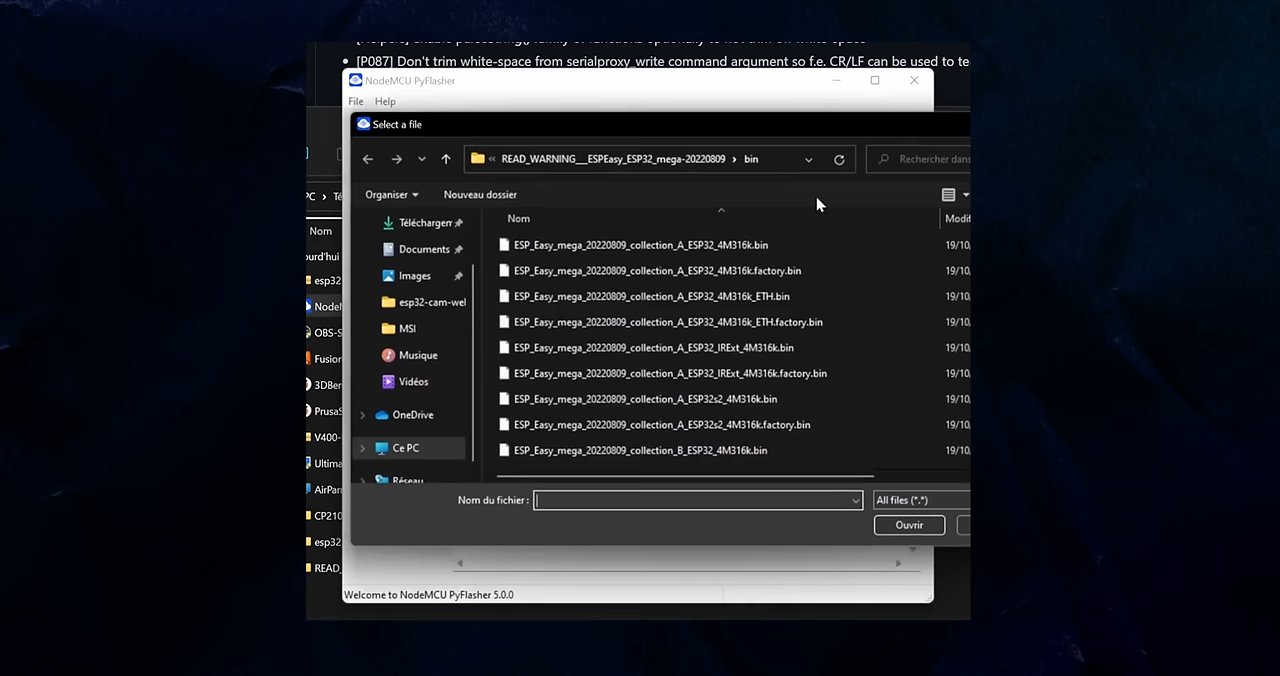 [P087] Don't trim white-space from serialproxy_write command argument so f.e. CR/LF can be used to te
NodeMCU PyFlasher
File Help
Select a file
READ_WARNING__ESPEasy_ESP32_mega-20220809 › bin
Rechercher dans
Organiser
Nouveau dossier
PC › Té
Nom
Modif
Téléchargem
Documents
Images
esp32-cam-wel
MSI
Musique
Vidéos
OneDrive
Ce PC
Réseau
ESP_Easy_mega_20220809_collection_A_ESP32_4M316k.bin 19/10
ESP_Easy_mega_20220809_collection_A_ESP32_4M316k.factory.bin 19/10
ESP_Easy_mega_20220809_collection_A_ESP32_4M316k_ETH.bin 19/10
ESP_Easy_mega_20220809_collection_A_ESP32_4M316k_ETH.factory.bin 19/10
ESP_Easy_mega_20220809_collection_A_ESP32_IRExt_4M316k.bin 19/10
ESP_Easy_mega_20220809_collection_A_ESP32_IRExt_4M316k.factory.bin 19/10
ESP_Easy_mega_20220809_collection_A_ESP32s2_4M316k.bin 19/10
ESP_Easy_mega_20220809_collection_A_ESP32s2_4M316k.factory.bin 19/10
ESP_Easy_mega_20220809_collection_B_ESP32_4M316k.bin 19/10
Nom
ourd'hui
esp32
NodeM
OBS-S
Fusion
3DBen
PrusaS
V400-
Ultima
AirPar
CP210
esp32
READ_
Nom du fichier :
All files (*.*)
Ouvrir
Welcome to NodeMCU PyFlasher 5.0.0